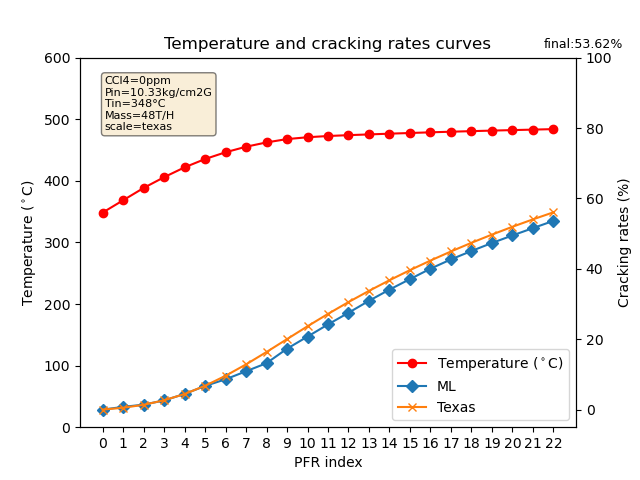 Temperature and cracking rates curves
final:53.62%
CCl4=0ppm
Pin=10.33kg/cm2G
Tin=348°C
Mass=48T/H
scale=texas
Temperature (°C)
600
500
400
300
200
100
0
Cracking rates (%)
100
80
60
40
20
0
Temperature (°C)
ML
Texas
0 1 2 3 4 5 6 7 8 9 10 11 12 13 14 15 16 17 18 19 20 21 22
PFR index